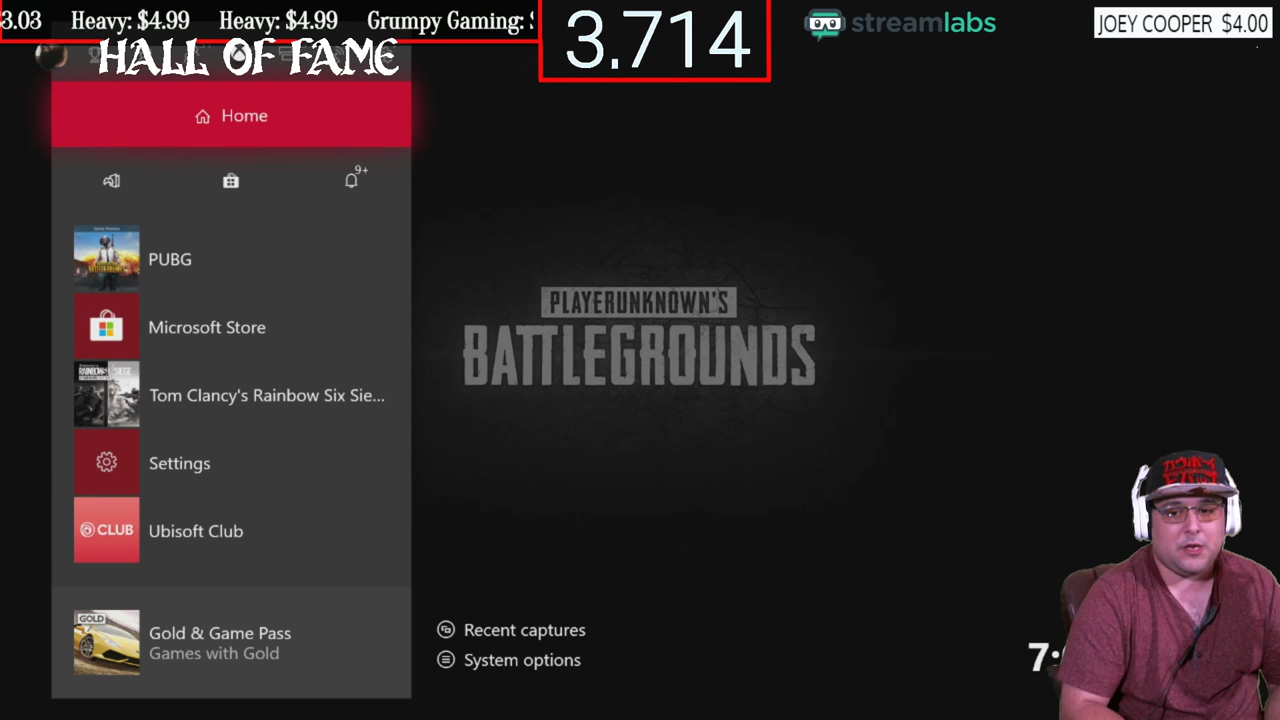 3.03 Heavy: $4.99 Heavy: $4.99 Grumpy Gaming:
3.714
streamlabs
JOEY COOPER $4.00
HALL OF FAME
Home
9+
PUBG
Microsoft Store
Tom Clancy's Rainbow Six Sie...
Settings
CLUB
Ubisoft Club
GOLD
Gold & Game Pass
Games with Gold
PLAYERUNKNOWN'S
BATTLEGROUNDS
Recent captures
System options
7: